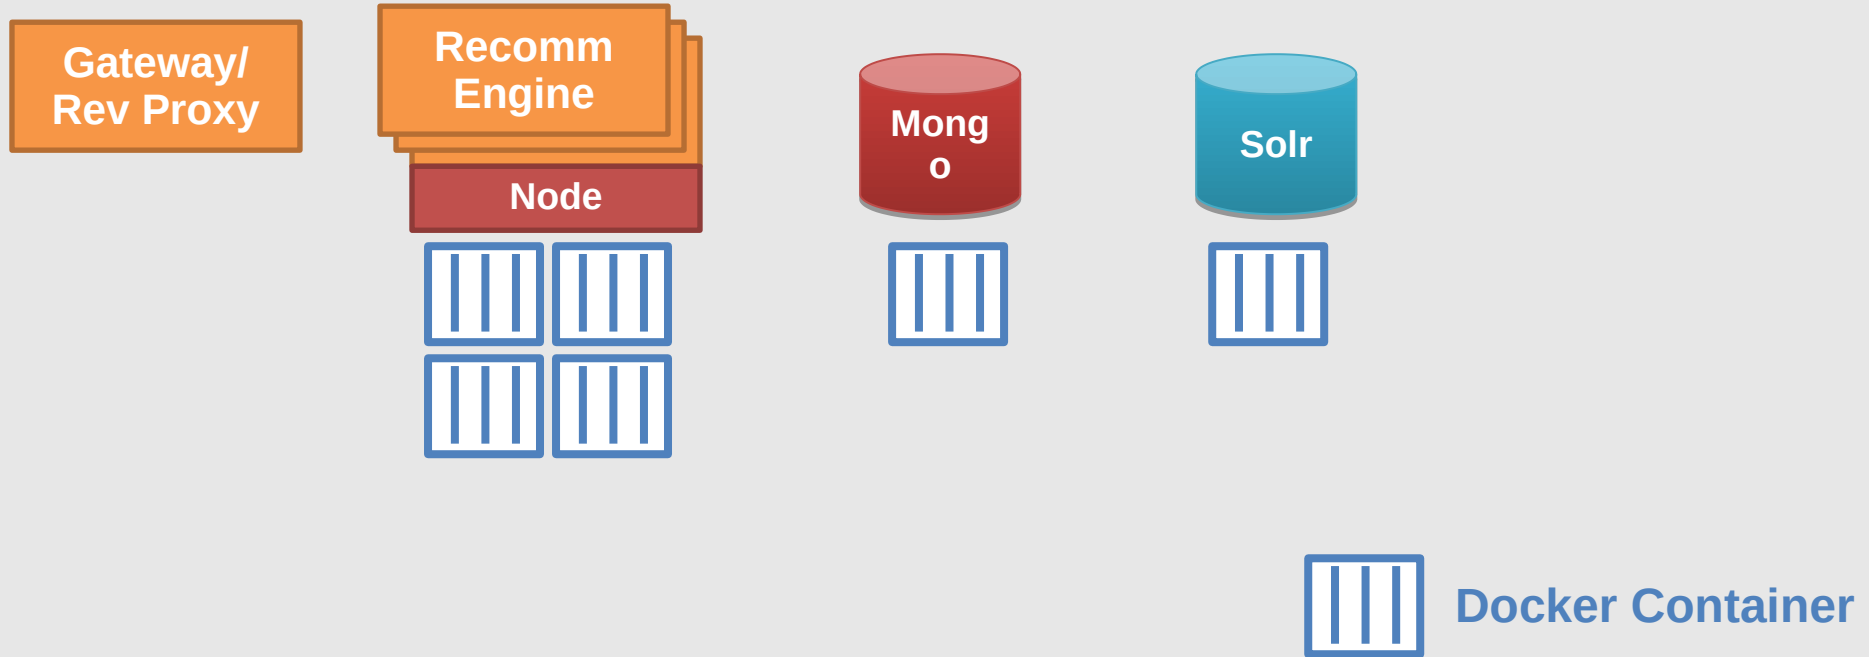 Gateway/
Rev Proxy
Recomm
Engine
Node
Mong
o
Solr
Docker Container